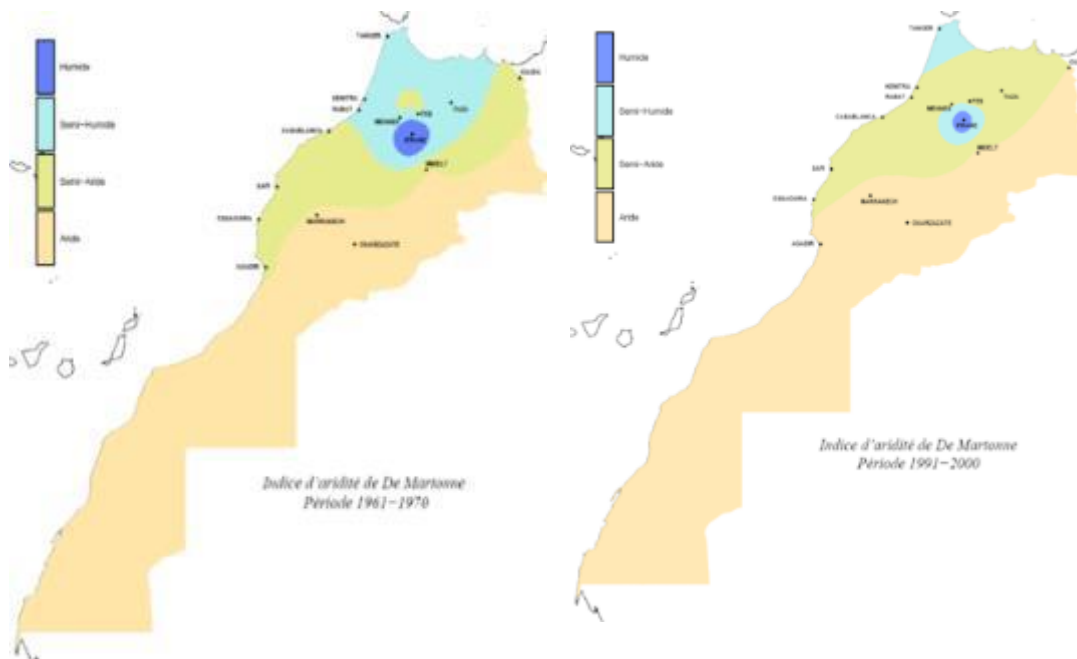 Humide
Semi-Humide
Semi-Aride
Aride
TANGER
OUJDA
KENITRA
RABAT
TAZA
FES
MEKNES
IFRANE
CASABLANCA
MIDELT
SAFI
ESSAOUIRA
MARRAKECH
OUARZAZATE
AGADIR
Indice d'aridité de De Martonne
Période 1961-1970
Humide
Semi-Humide
Semi-Aride
Aride
TANGER
KENITRA
RABAT
TAZA
FES
MEKNES
IFRANE
CASABLANCA
MIDELT
SAFI
ESSAOUIRA
MARRAKECH
OUARZAZATE
AGADIR
Indice d'aridité de De Martonne
Période 1991-2000